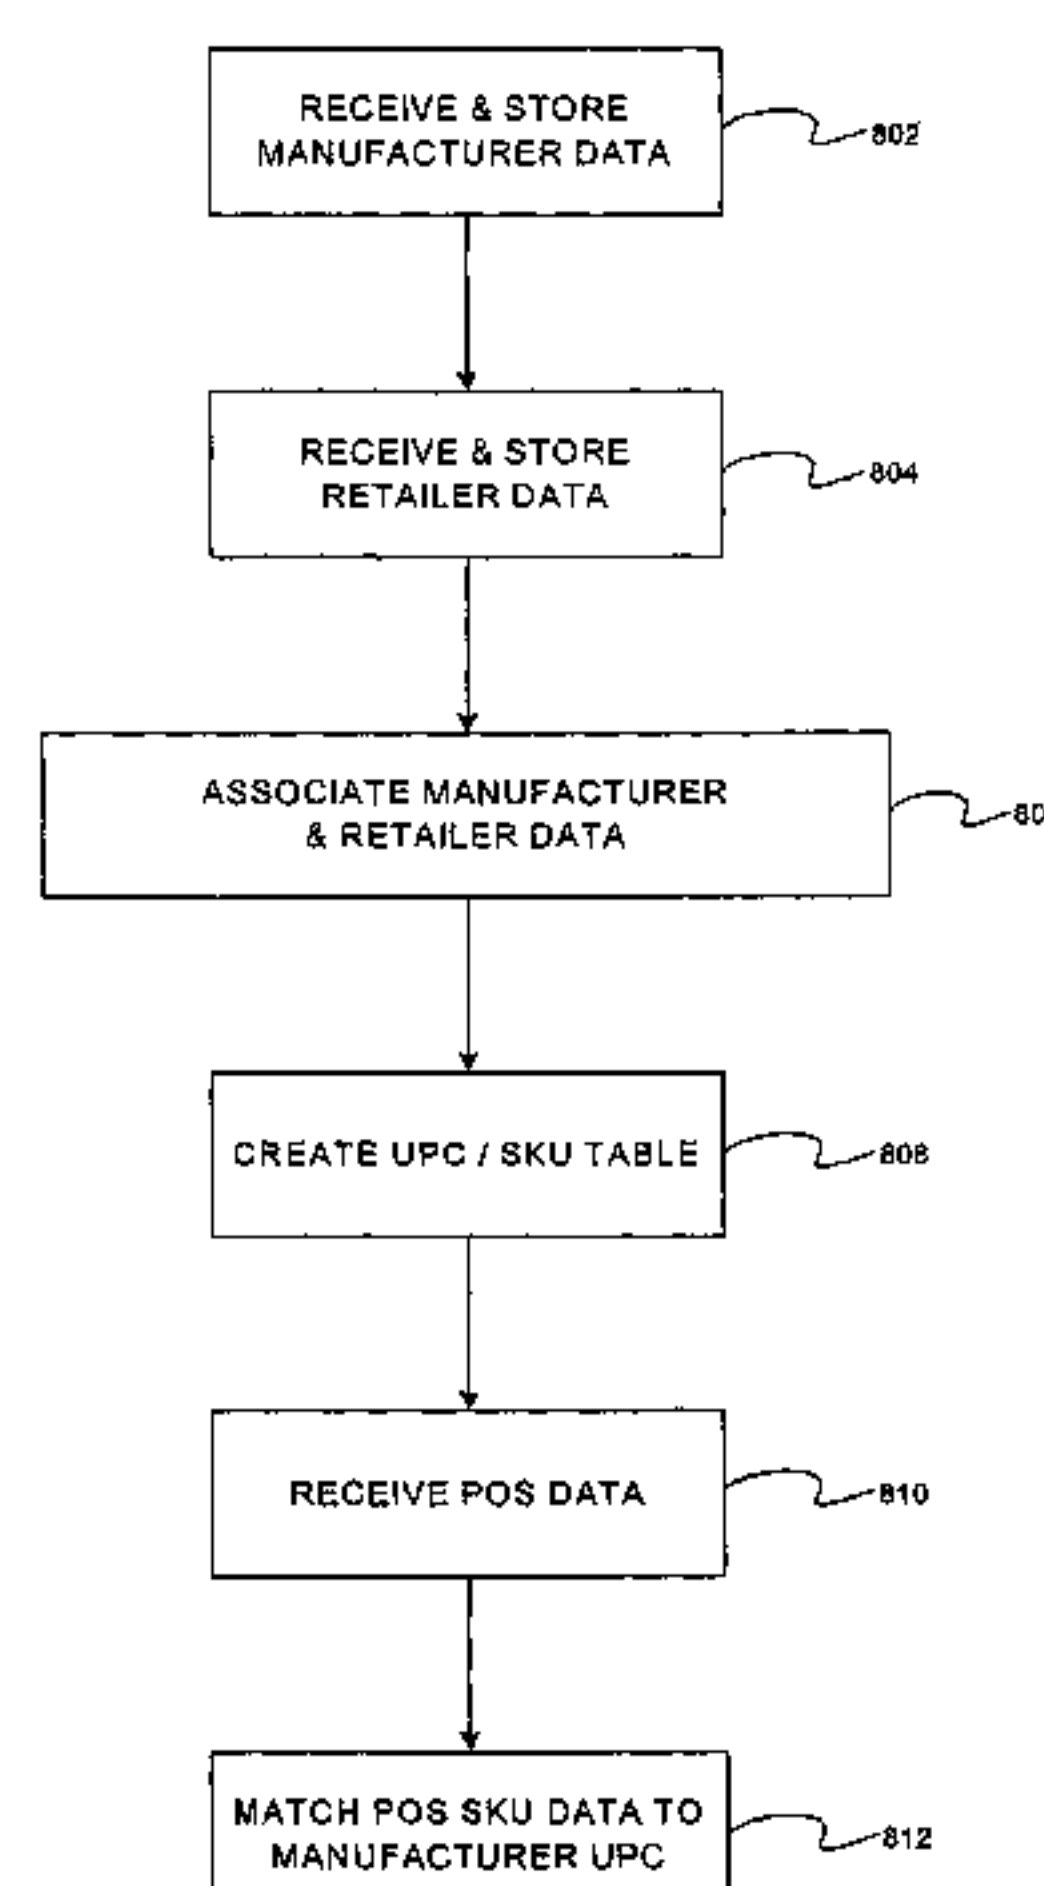 RECEIVE & STORE
MANUFACTURER DATA
802
RECEIVE & STORE
RETAILER DATA
804
ASSOCIATE MANUFACTURER
& RETAILER DATA
80
CREATE UPC / SKU TABLE
808
RECEIVE POS DATA
810
MATCH POS SKU DATA TO
MANUFACTURER UPC
812